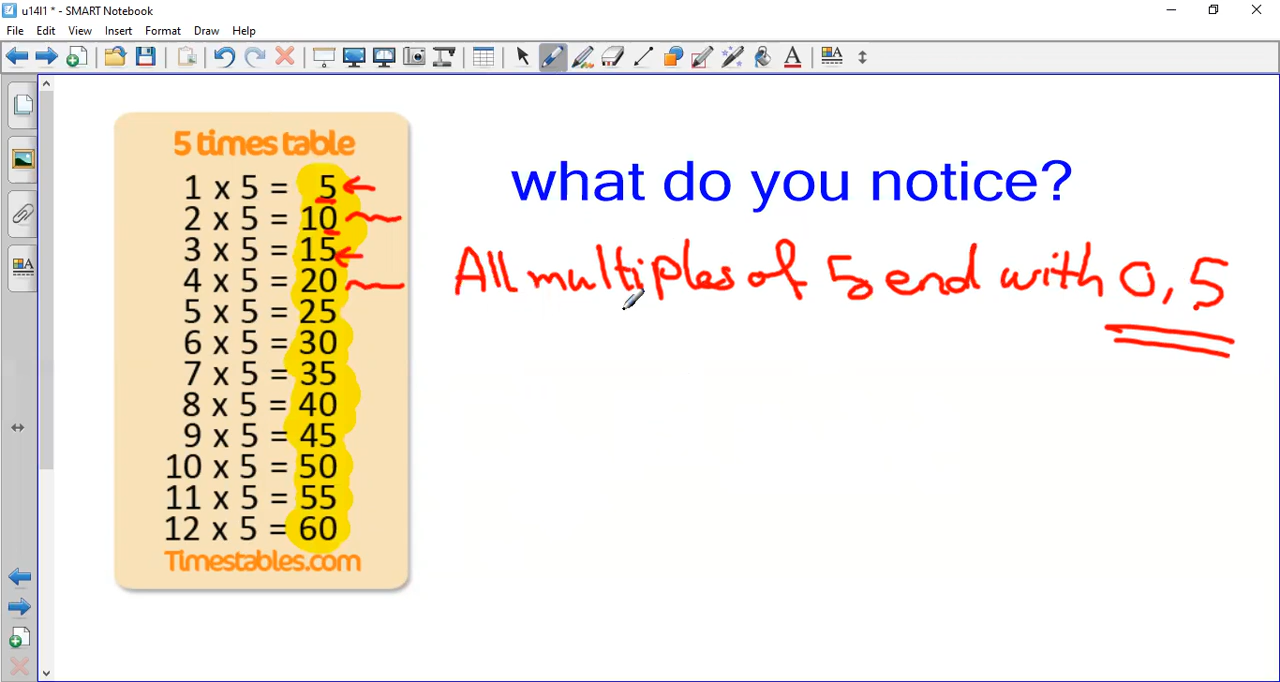 u14l1 * - SMART Notebook
File Edit View Insert Format Draw Help
5 times table
1 x 5 = 5
2 x 5 = 10
3 x 5 = 15
4 x 5 = 20
5 x 5 = 25
6 x 5 = 30
7 x 5 = 35
8 x 5 = 40
9 x 5 = 45
10 x 5 = 50
11 x 5 = 55
12 x 5 = 60
Timestables.com
what do you notice?
All multiples of 5 end with 0, 5